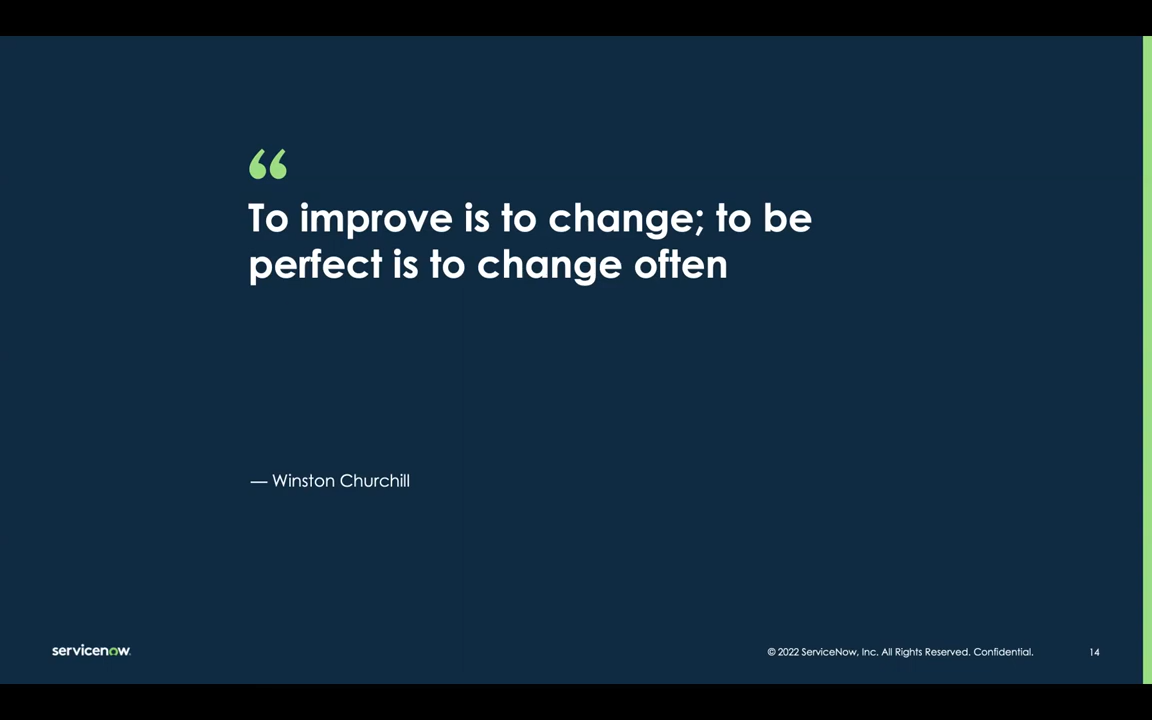 “
To improve is to change; to be
perfect is to change often
— Winston Churchill
servicenow
© 2022 ServiceNow, Inc. All Rights Reserved. Confidential.
14